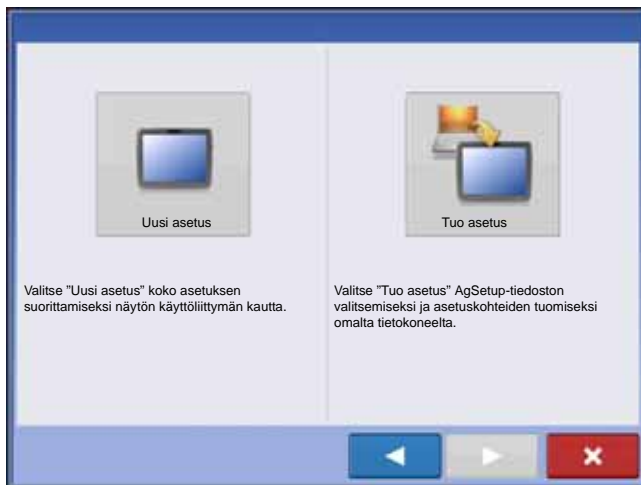 Uusi asetus
Valitse ”Uusi asetus” koko asetuksen
suorittamiseksi näytön käyttöliittymän kautta.
Tuo asetus
Valitse ”Tuo asetus” AgSetup-tiedoston
valitsemiseksi ja asetuskohteiden tuomiseksi
omalta tietokoneelta.